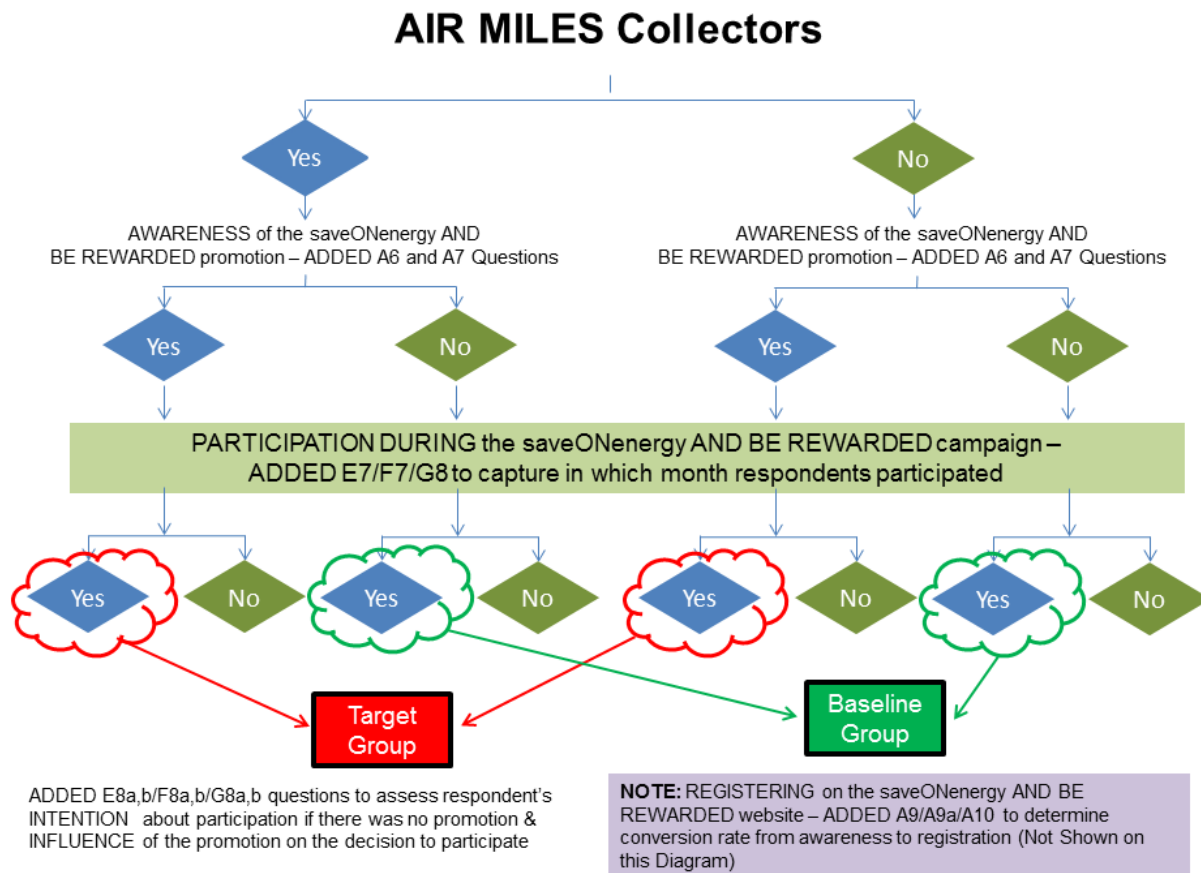 AIR MILES Collectors
Yes
No
AWARENESS of the saveONenergy AND
BE REWARDED promotion – ADDED A6 and A7 Questions
AWARENESS of the saveONenergy AND
BE REWARDED promotion – ADDED A6 and A7 Questions
Yes
No
Yes
No
PARTICIPATION DURING the saveONenergy AND BE REWARDED campaign –
ADDED E7/F7/G8 to capture in which month respondents participated
Yes
No
Yes
No
Yes
No
Yes
No
Target
Group
Baseline
Group
ADDED E8a,b/F8a,b/G8a,b questions to assess respondent's
INTENTION about participation if there was no promotion &
INFLUENCE of the promotion on the decision to participate
NOTE: REGISTERING on the saveONenergy AND BE
REWARDED website – ADDED A9/A9a/A10 to determine
conversion rate from awareness to registration (Not Shown on
this Diagram)